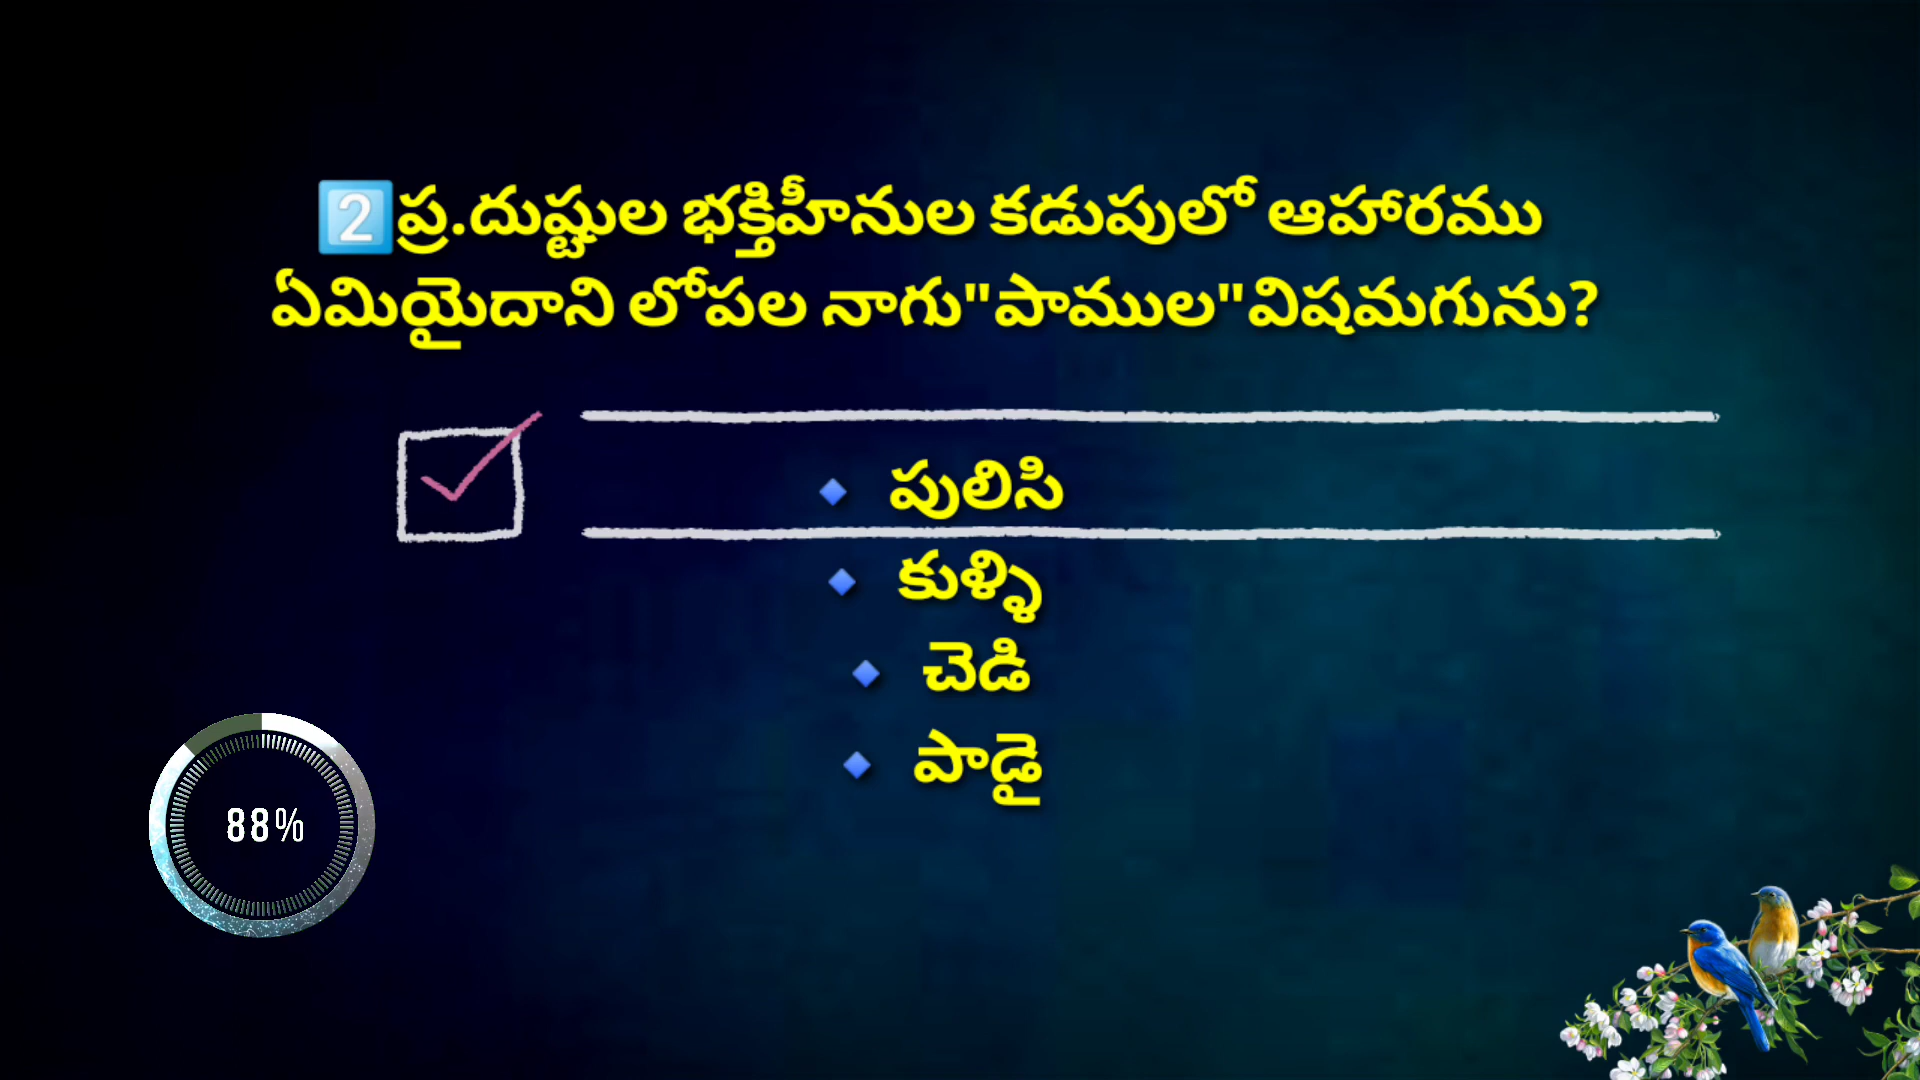 2️⃣ప్ర.దుష్టుల భక్తిహీనుల కడుపులో ఆహారము
ఏమియైదాని లోపల నాగు"పాముల"విషమగును?
🔹 పులిసి
🔹 కుళ్ళి
🔹 చెడి
🔹 పాడై
88%